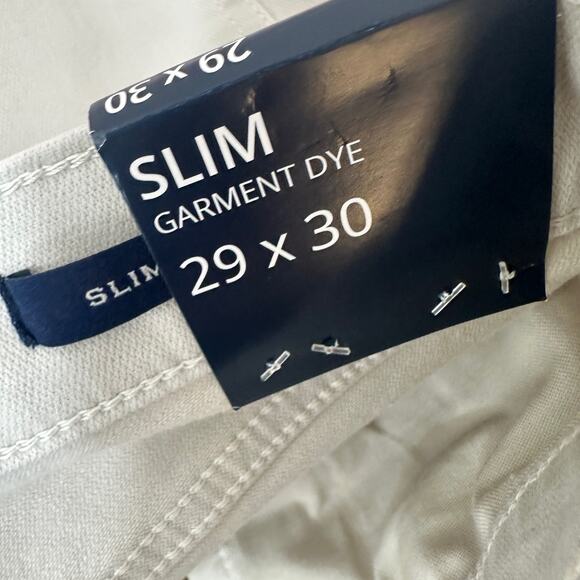 29 x 30
SLIM
GARMENT DYE
29 x 30
SLIM